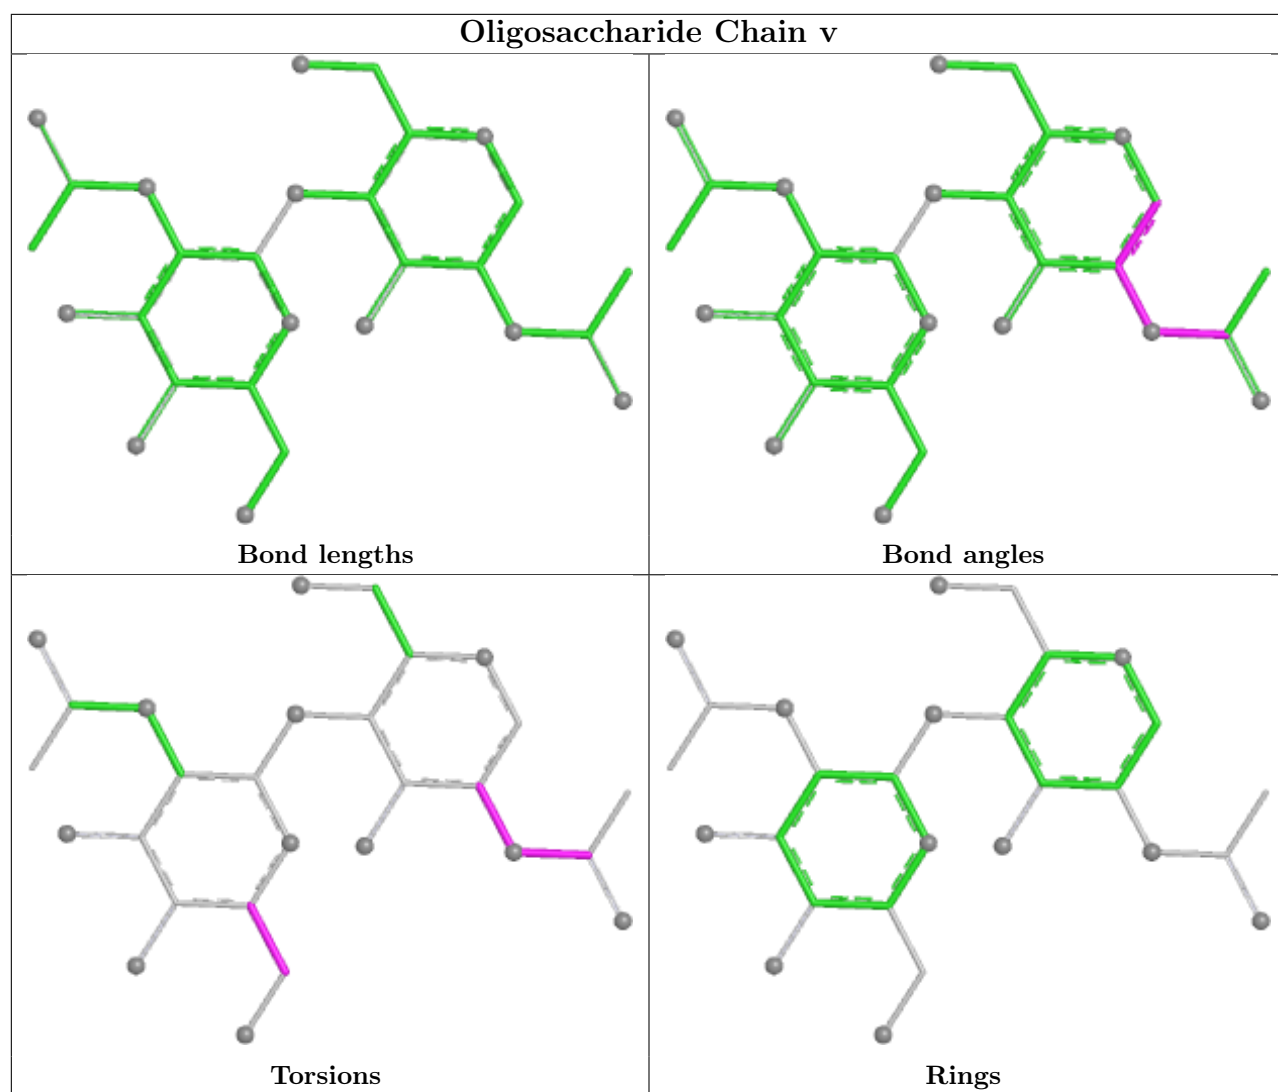 Oligosaccharide Chain v
Bond lengths
Bond angles
Torsions
Rings